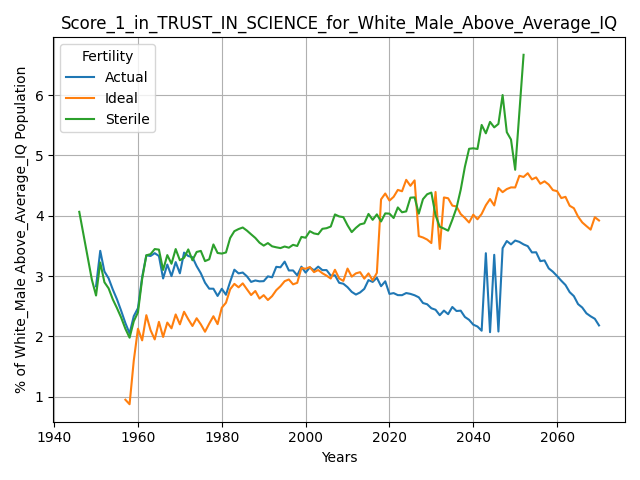 Score_1_in_TRUST_IN_SCIENCE_for_White_Male_Above_Average_IQ
% of White_Male Above_Average_IQ Population
Fertility
Actual
Ideal
Sterile
6
5
4
3
2
1
1940
1960
1980
2000
2020
2040
2060
Years